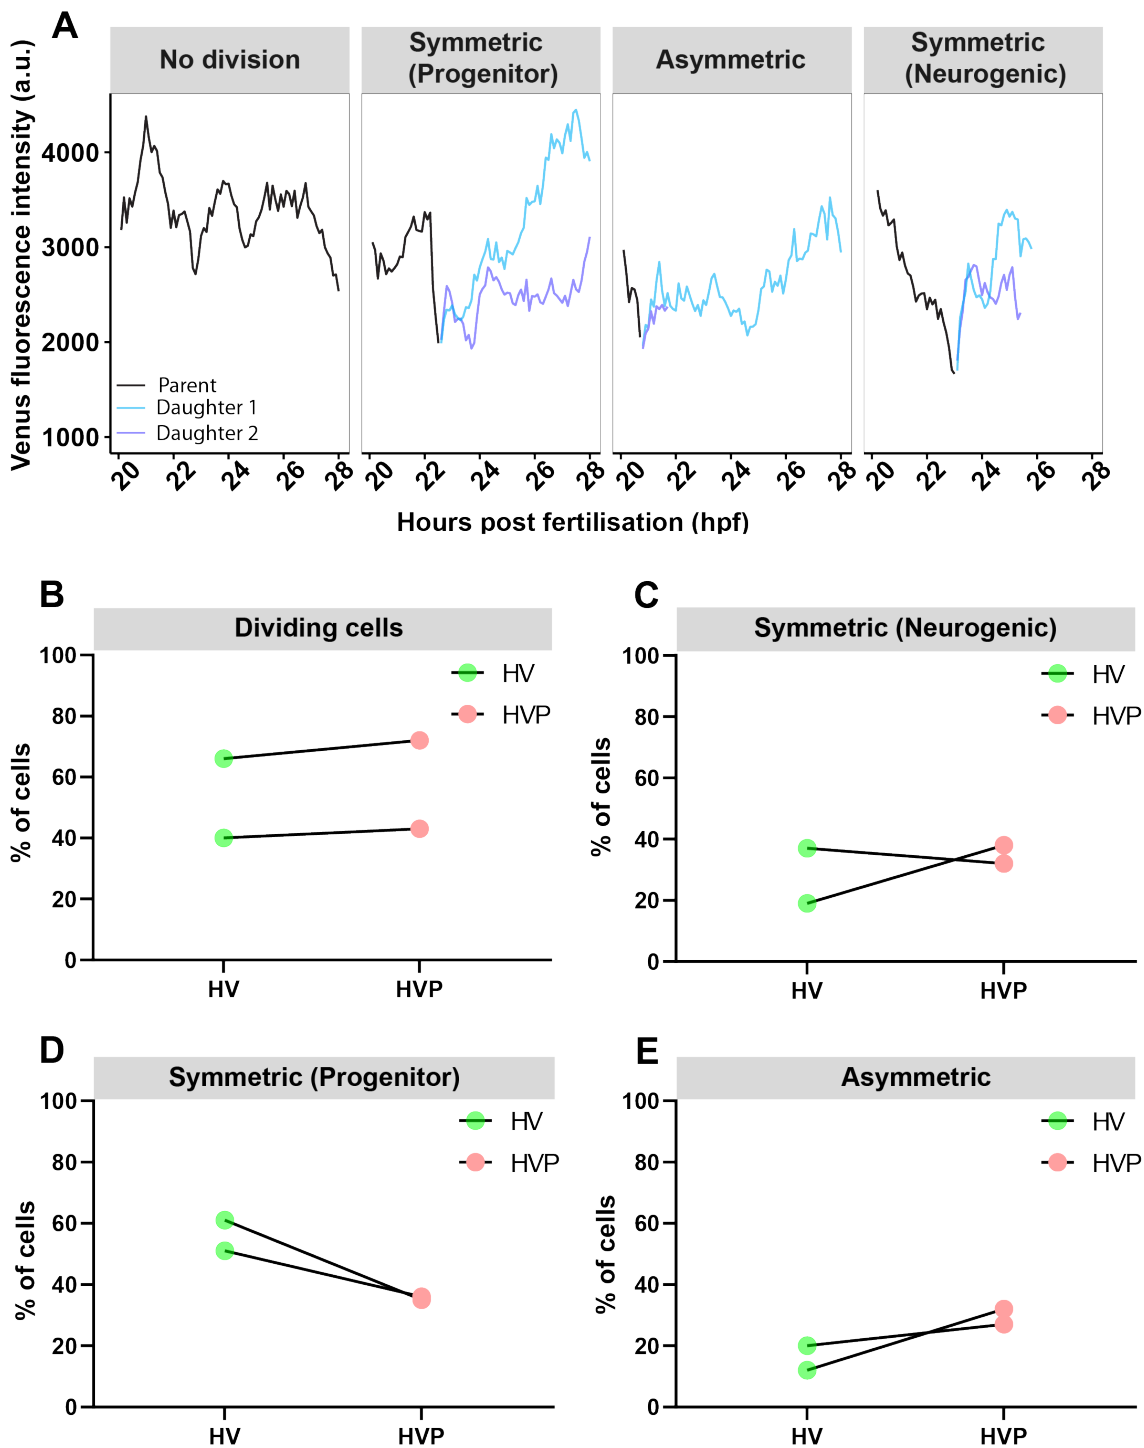 A
No division
Symmetric
(Progenitor)
Asymmetric
Symmetric
(Neurogenic)
Venus fluorescence intensity (a.u.)
4000
3000
2000
1000
Parent
Daughter 1
Daughter 2
20 22 24 26 28
20 22 24 26 28
20 22 24 26 28
20 22 24 26 28
Hours post fertilisation (hpf)
B
Dividing cells
% of cells
100
80
60
40
20
0
HV
HVP
HV HVP
C
Symmetric (Neurogenic)
% of cells
100
80
60
40
20
0
HV
HVP
HV HVP
D
Symmetric (Progenitor)
% of cells
100
80
60
40
20
0
HV
HVP
HV HVP
E
Asymmetric
% of cells
100
80
60
40
20
0
HV
HVP
HV HVP